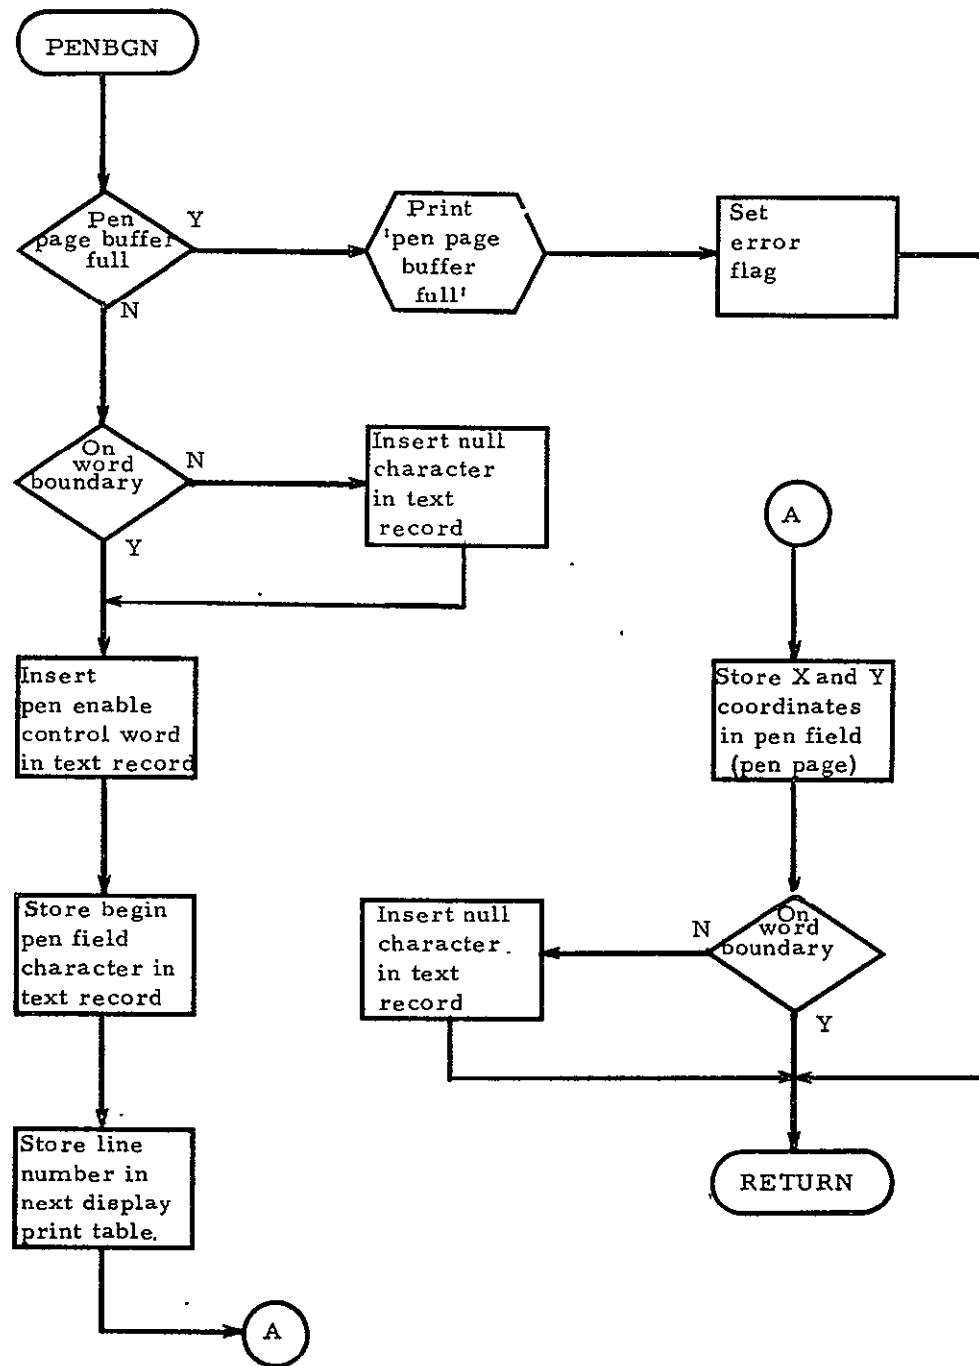 PENBGN
Pen
page buffer
full
Y
N
Print
'pen page
buffer
full'
Set
error
flag
On
word
boundary
N
Y
Insert null
character
in text
record
Insert
pen enable
control word
in text record
Store begin
pen field
character in
text record
Store line
number in
next display
print table.
A
A
Store X and Y
coordinates
in pen field
(pen page)
On
word
boundary
N
Y
Insert null
character
in text
record
RETURN